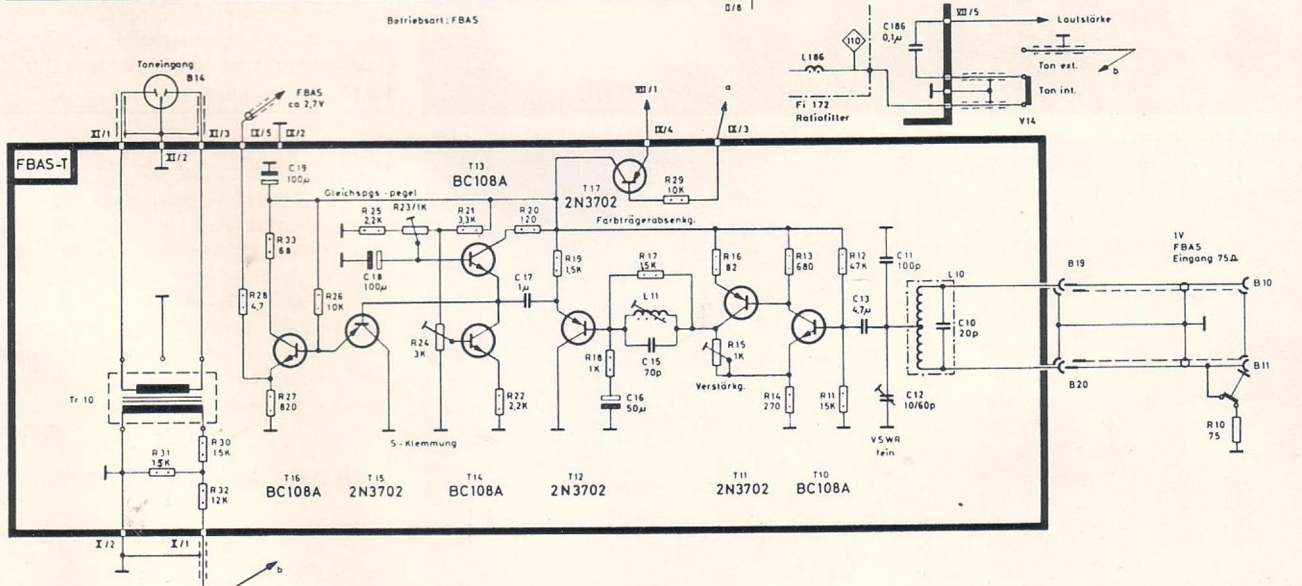 II/8
Betriebsart: FBAS
C186
0,1µ
VII/5
Lautstärke
110
L186
Ton ext.
b
Ton int.
V14
Fi 172
Ratiofilter
Toneingang
B14
FBAS
ca 2,7V
VII/1
a
XI/1
XI/3
IX/5
IX/2
IX/4
IX/3
XI/2
FBAS-T
C19
100µ
T13
BC108A
T17
2N3702
R29
10K
Gleichspgs.-pegel
R25
2,2K
R23/1K
R21
3,3K
R20
120
Farbträgerabsenkg.
R33
68
C18
100µ
R19
1,5K
R17
15K
R16
82
R13
680
R12
47K
C11
100p
L10
1V
FBAS
Eingang 75Ω
B19
B10
R28
4,7
R26
10K
C17
1µ
L11
C13
4,7µ
C10
20p
R24
3K
R18
1K
C15
70p
R15
1K
Verstärkg.
B11
B20
Tr 10
R27
820
R22
2,2K
C16
50µ
R14
270
R11
15K
C12
10/60p
R10
75
S-Klemmung
VSWR
fein
R30
15K
R31
15K
R32
12K
T16
BC108A
T15
2N3702
T14
BC108A
T12
2N3702
T11
2N3702
T10
BC108A
X/2
X/1
b